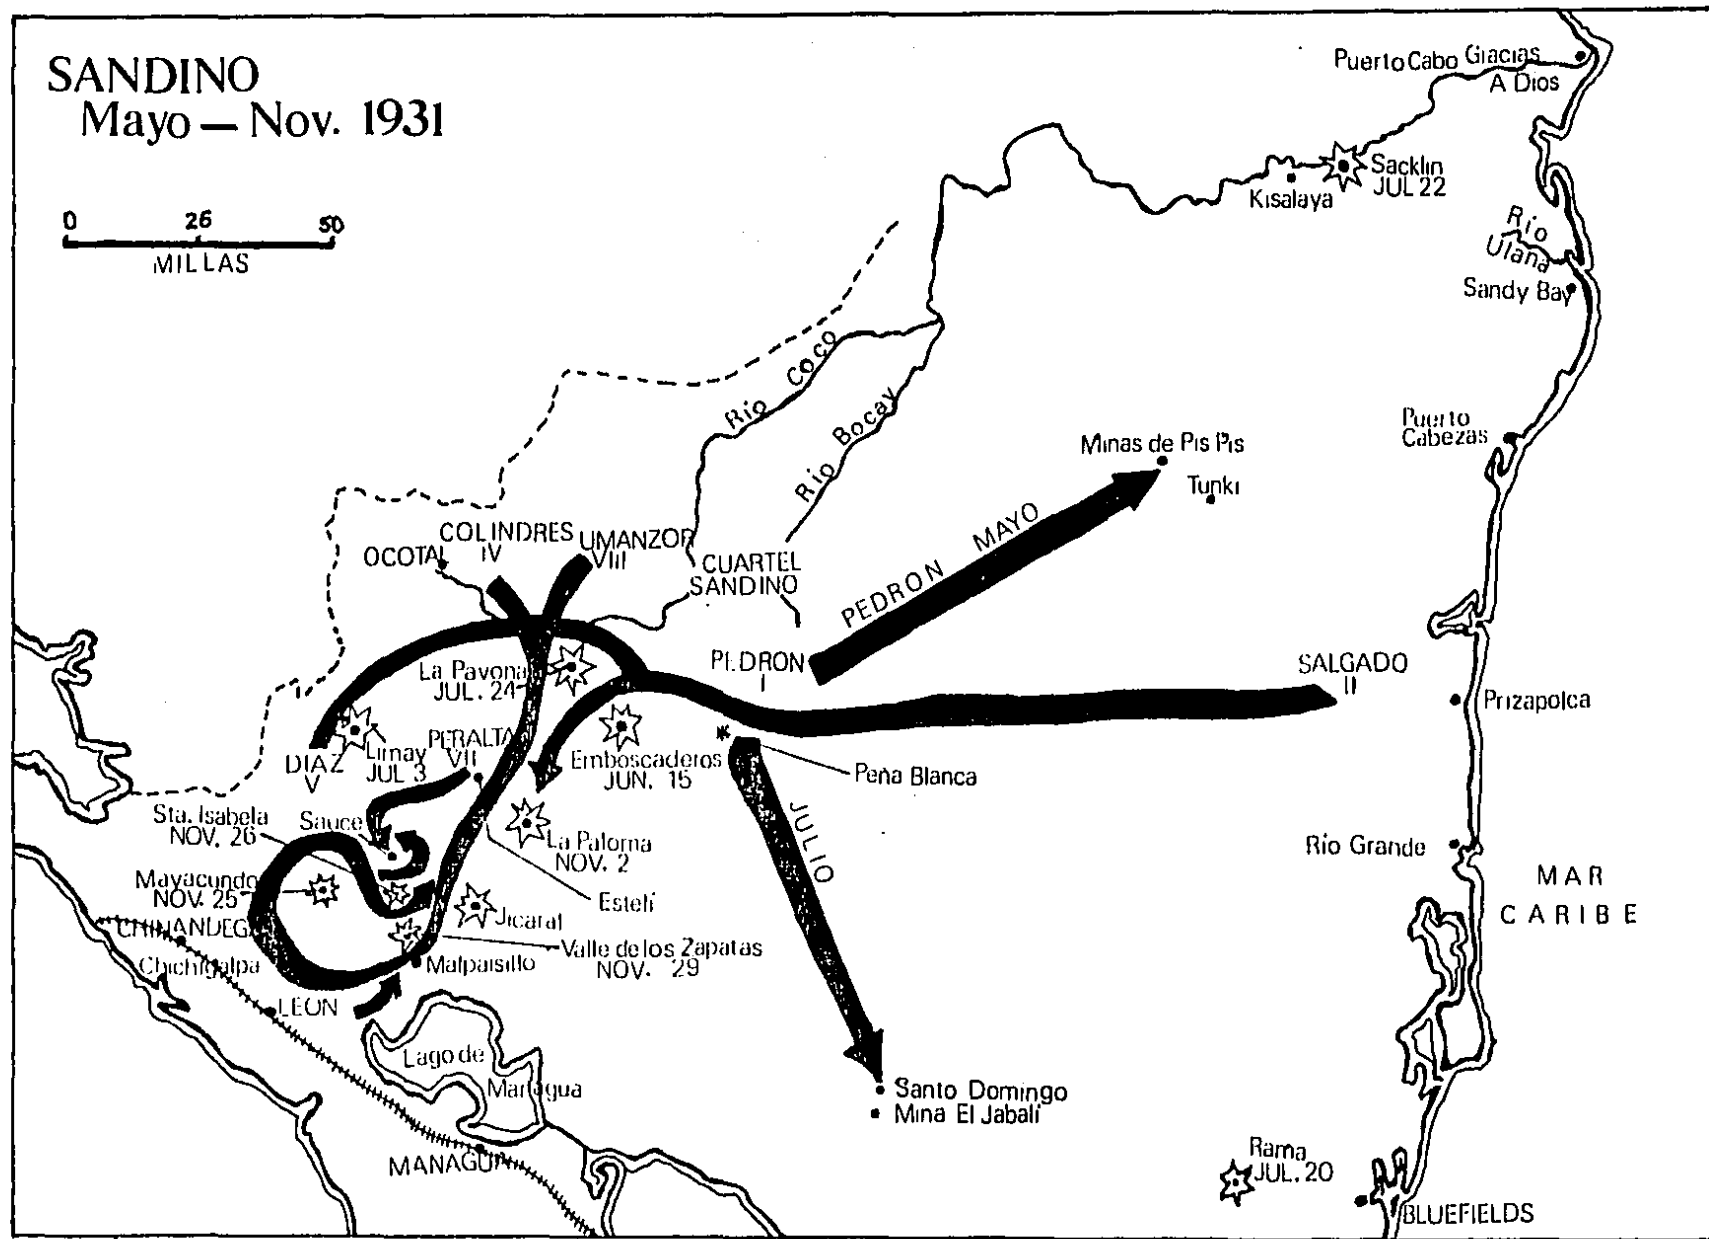 SANDINO
Mayo — Nov. 1931
0 26 50
MILLAS
Puerto Cabo Gracias
A Dios
Sacklin
JUL 22
Kisalaya
Río
Ulana
Sandy Bay
Río Coco
Río Bocay
Puerto
Cabezas
Minas de Pis Pis
Tunki
COLINDRES
IV
UMANZOR
VIII
OCOTAL
CUARTEL
SANDINO
PEDRON MAYO
PEDRON
I
SALGADO
II
Prizapolca
La Pavona
JUL. 24
PERALTA
VII
Limay
JUL 3
DIAZ
V
Emboscaderos
JUN. 15
Peña Blanca
JULIO
Sta. Isabela
NOV. 26
Sauce
La Paloma
NOV. 2
Río Grande
Mayacundo
NOV. 25
Estelí
Jicaral
MAR
CARIBE
CHINANDEGA
Chichigalpa
Valle de los Zapatas
NOV. 29
Malpaisillo
LEON
Lago de
Managua
Santo Domingo
Mina El Jabalí
MANAGUA
Rama
JUL. 20
BLUEFIELDS